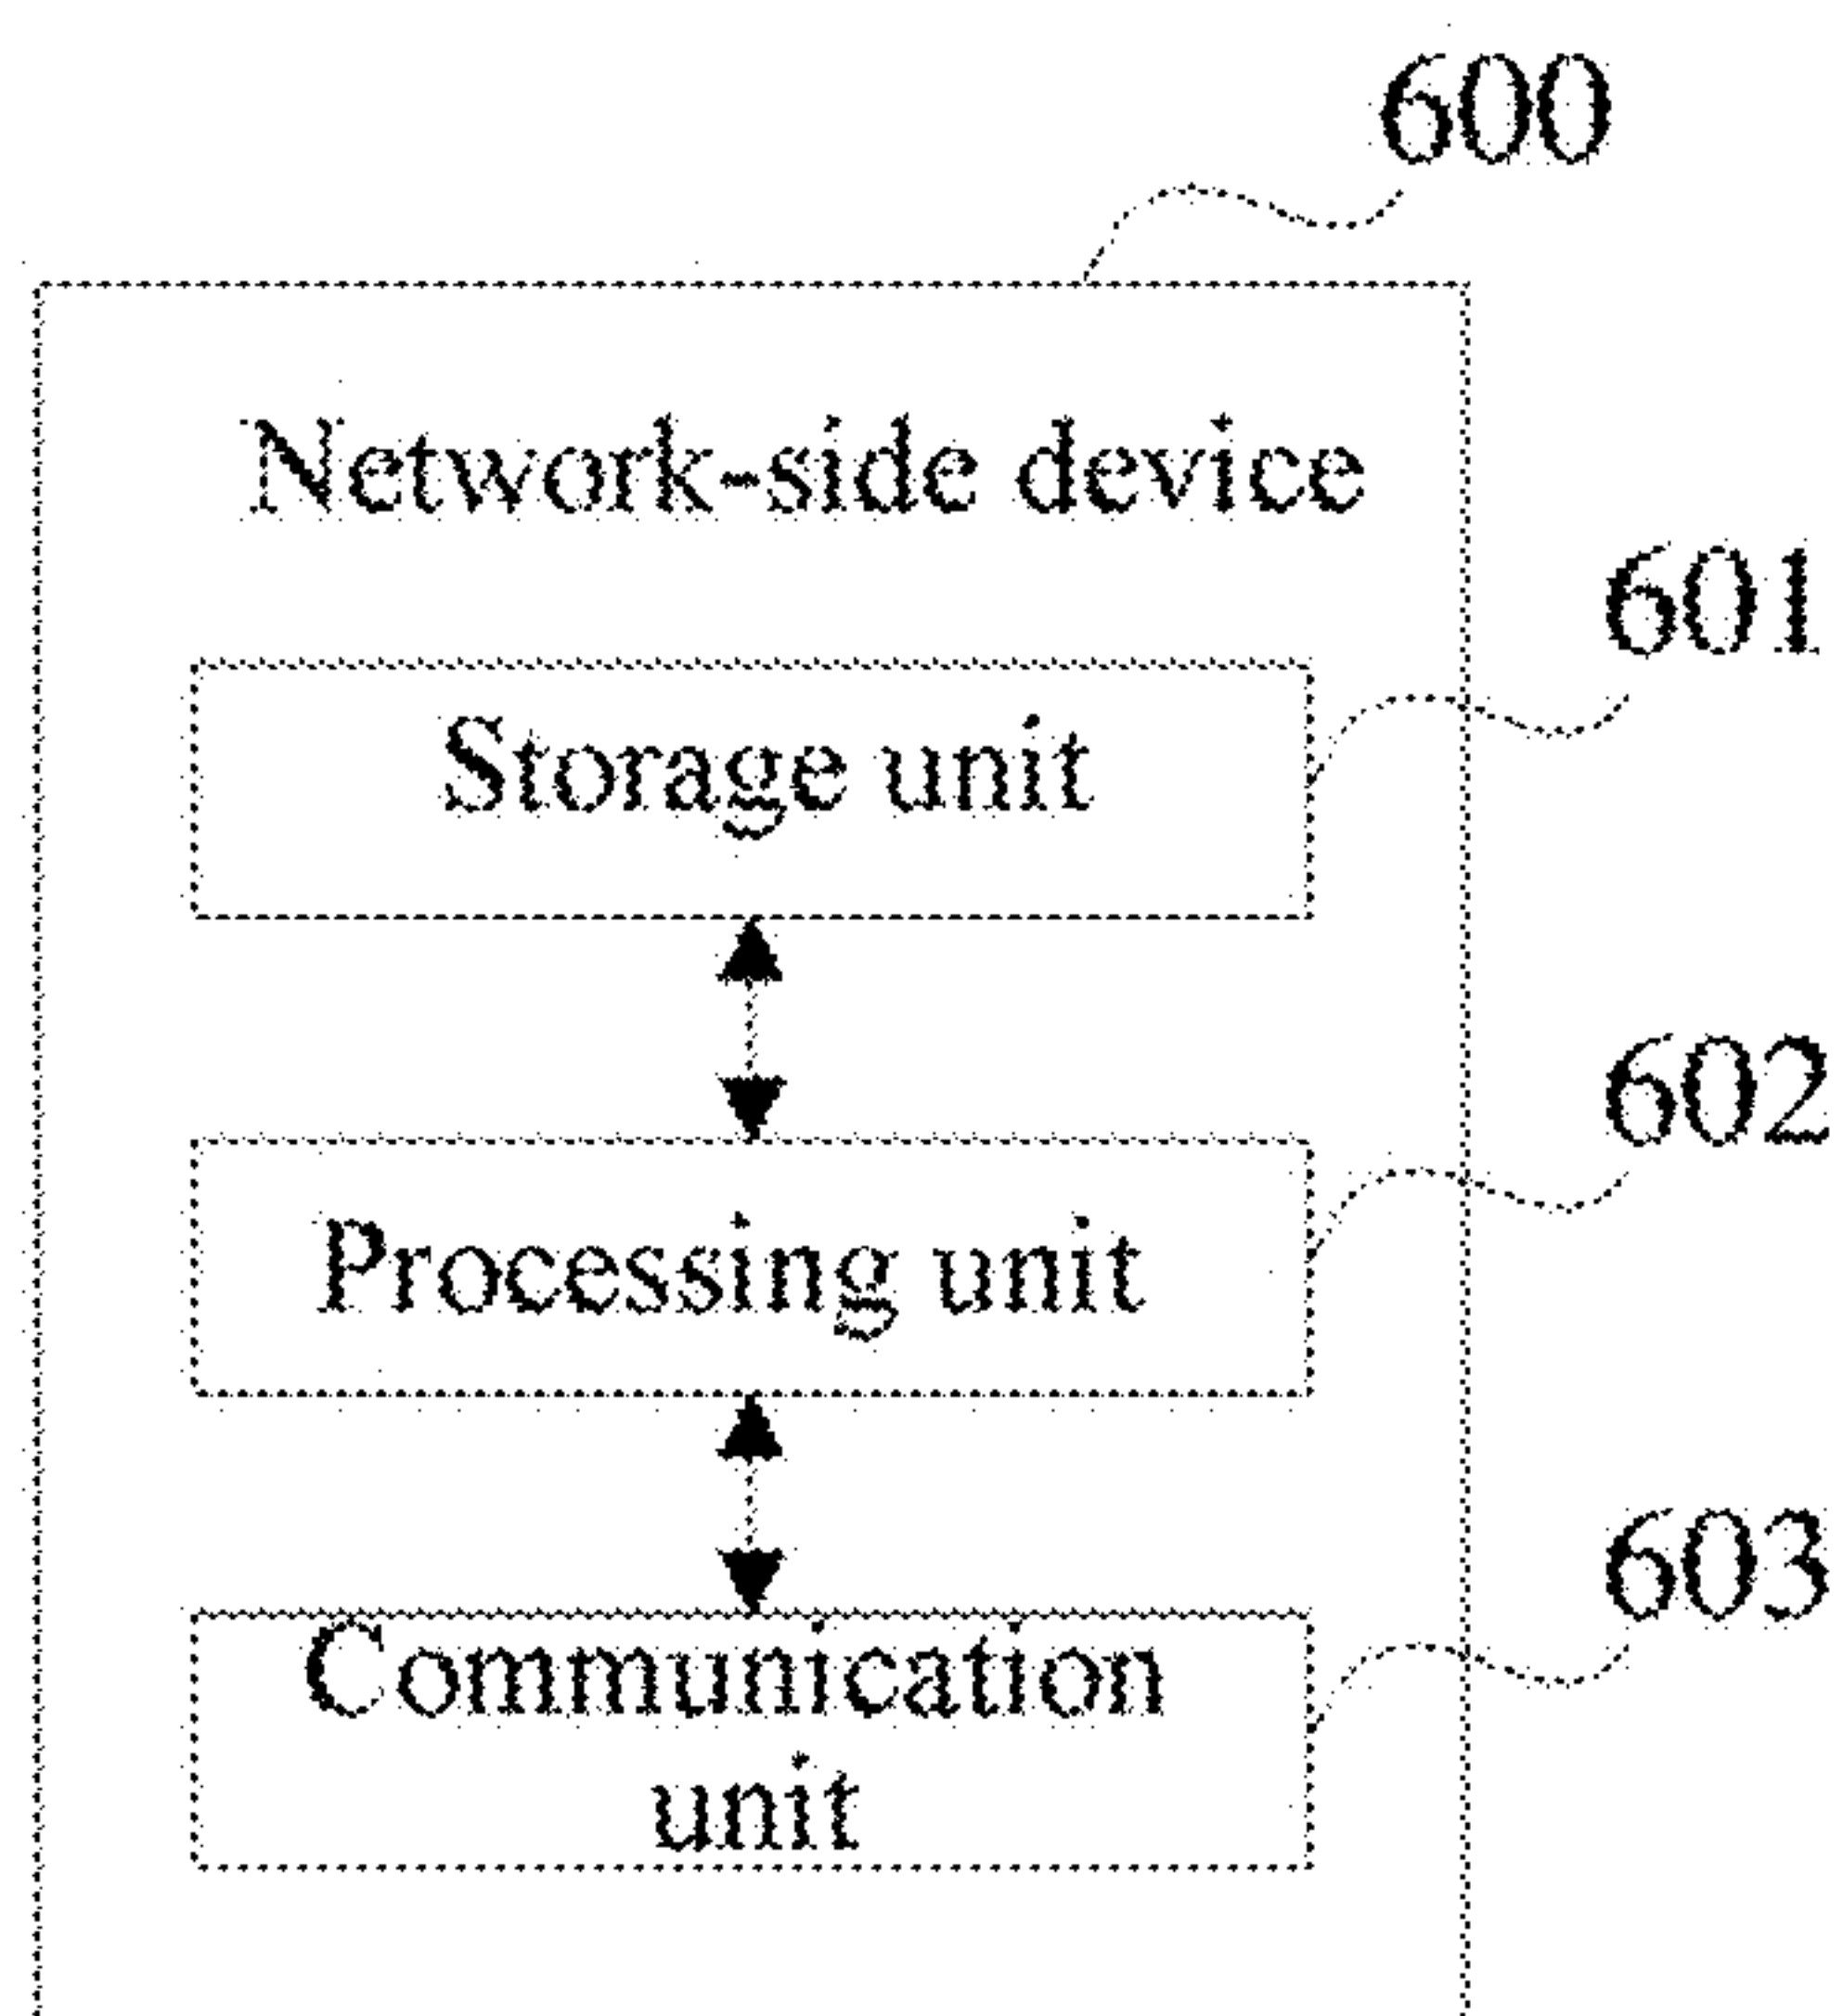 600
Network-side device
601
Storage unit
602
Processing unit
603
Communication
unit